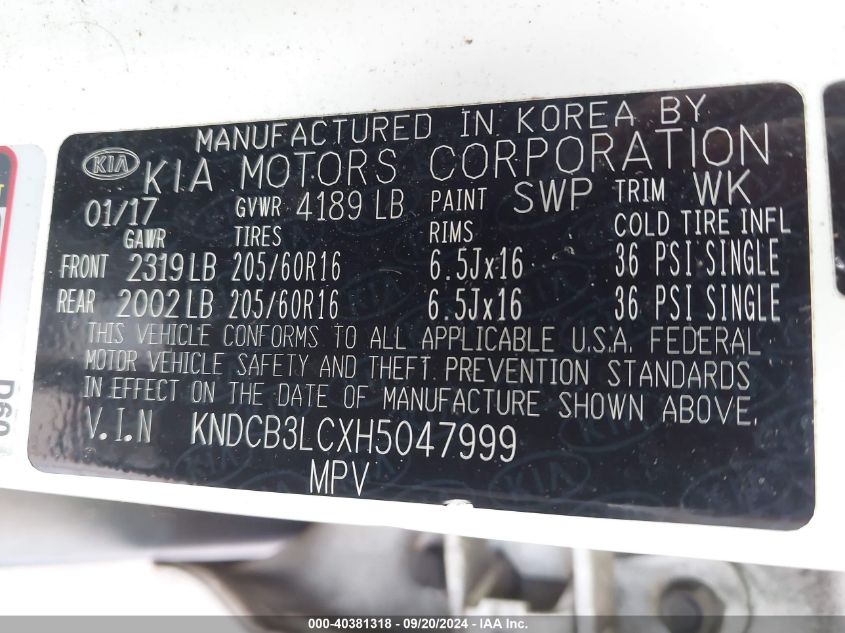 MANUFACTURED IN KOREA BY
KIA KIA MOTORS CORPORATION
01/17 GVWR 4189 LB PAINT SWP TRIM WK
GAWR TIRES RIMS COLD TIRE INFL
FRONT 2319 LB 205/60R16 6.5Jx16 36 PSI SINGLE
REAR 2002 LB 205/60R16 6.5Jx16 36 PSI SINGLE
THIS VEHICLE CONFORMS TO ALL APPLICABLE U.S.A. FEDERAL
MOTOR VEHICLE SAFETY AND THEFT PREVENTION STANDARDS
IN EFFECT ON THE DATE OF MANUFACTURE SHOWN ABOVE.
V.I.N KNDCB3LCXH5047999
MPV
000-40381318 - 09/20/2024 - IAA Inc.